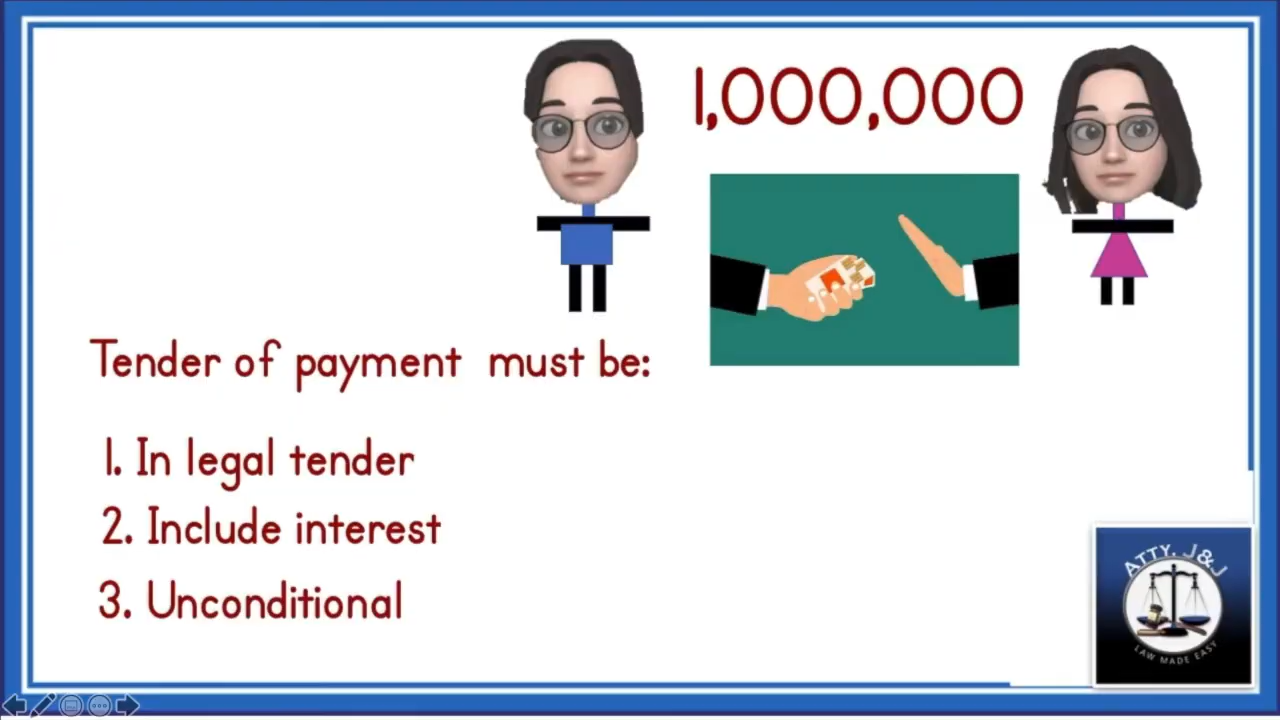 1,000,000
Tender of payment must be:
1. In legal tender
2. Include interest
3. Unconditional
ATTY. J&J
LAW MADE EASY